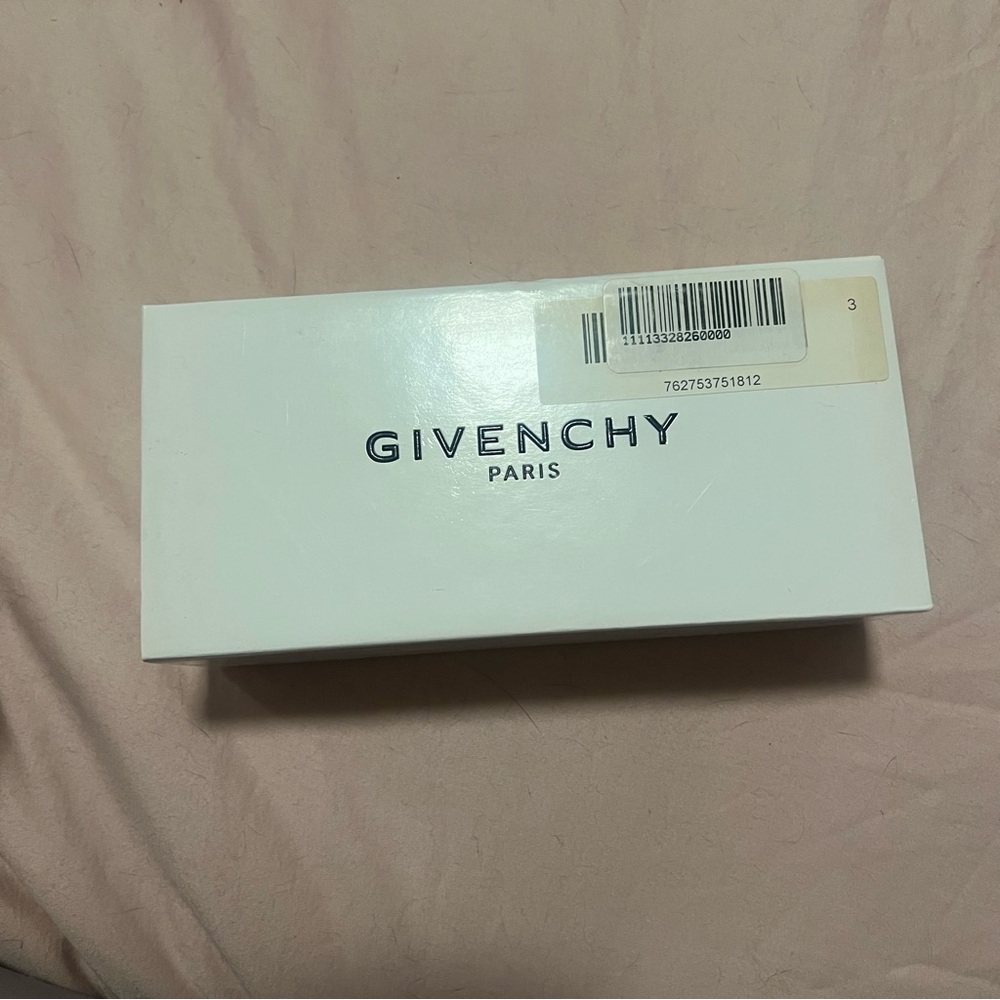 3
11113328260000
762753751812
GIVENCHY
PARIS